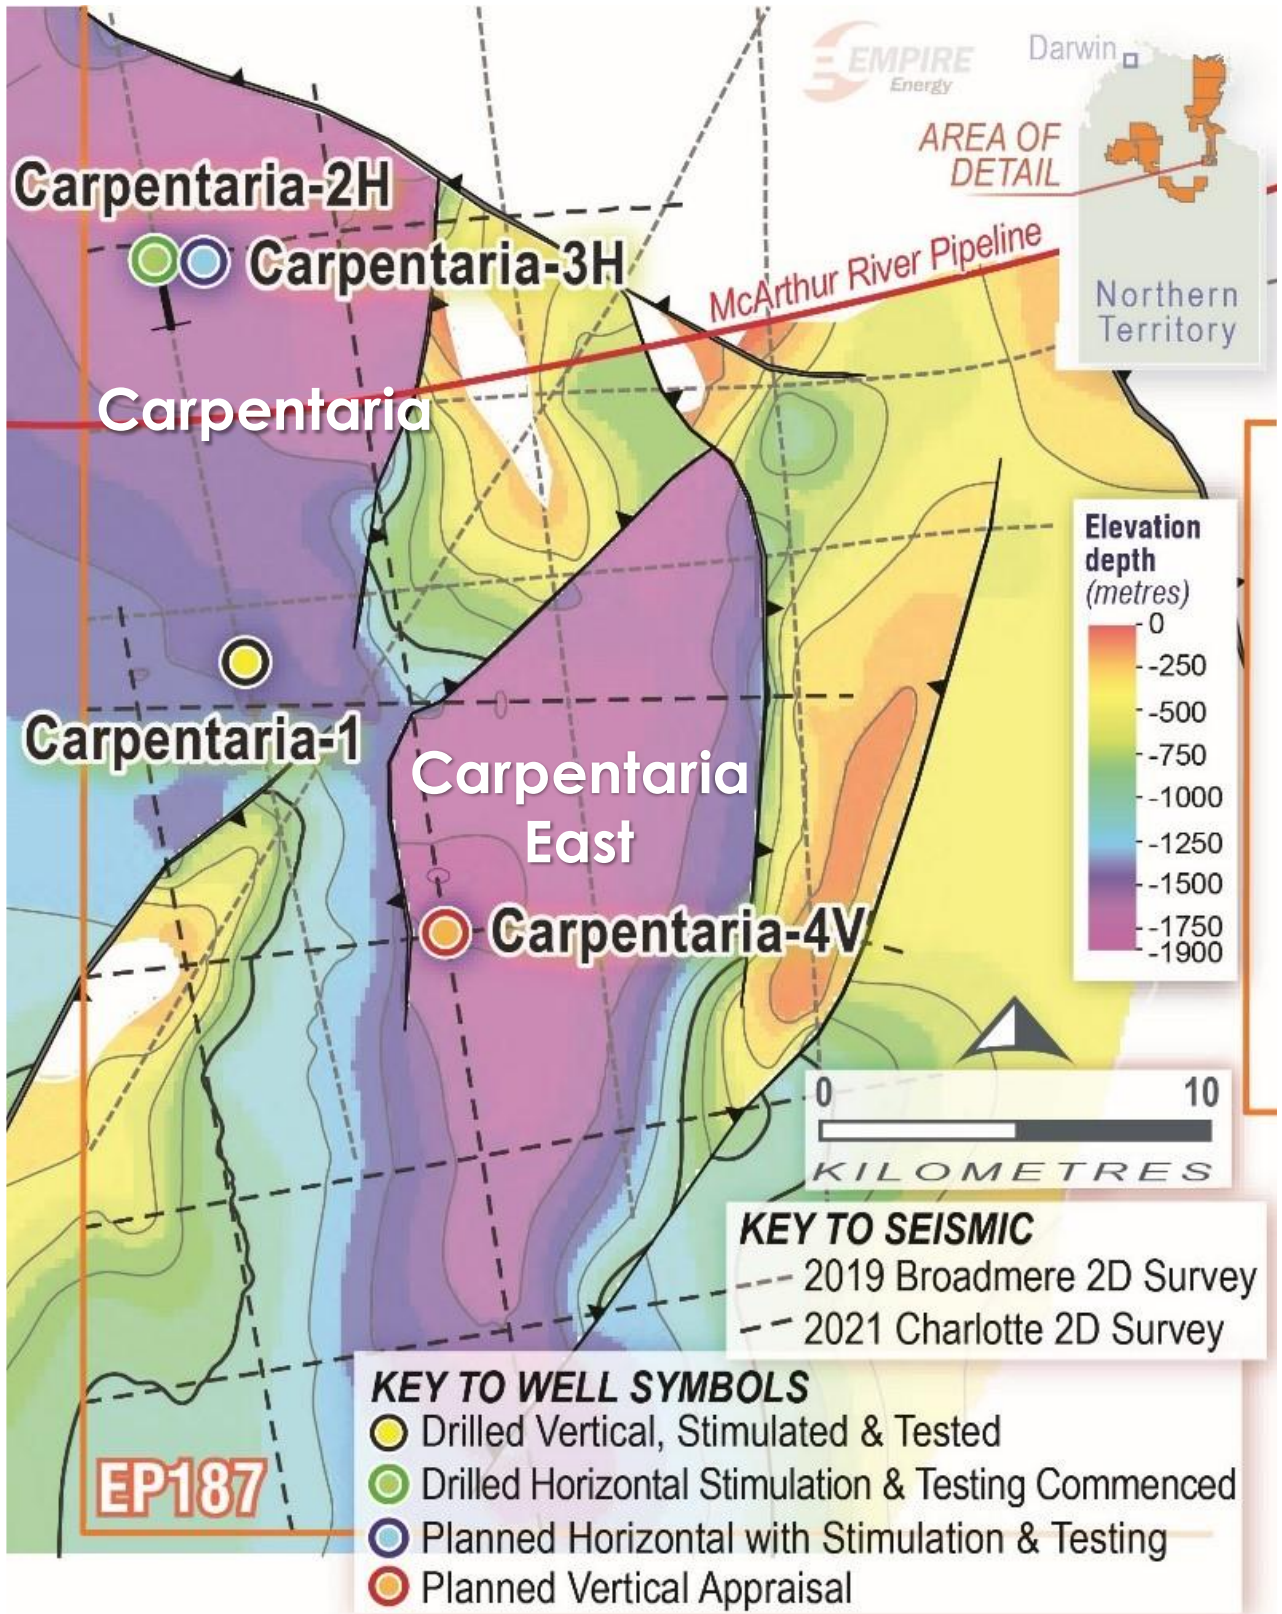 EMPIRE
Energy
Darwin
AREA OF
DETAIL
Northern
Territory
Carpentaria-2H
Carpentaria-3H
McArthur River Pipeline
Carpentaria
Elevation
depth
(metres)
0
-250
-500
-750
-1000
-1250
-1500
-1750
-1900
Carpentaria-1
Carpentaria
East
Carpentaria-4V
0 10
KILOMETRES
KEY TO SEISMIC
2019 Broadmere 2D Survey
2021 Charlotte 2D Survey
KEY TO WELL SYMBOLS
Drilled Vertical, Stimulated & Tested
Drilled Horizontal Stimulation & Testing Commenced
Planned Horizontal with Stimulation & Testing
Planned Vertical Appraisal
EP187